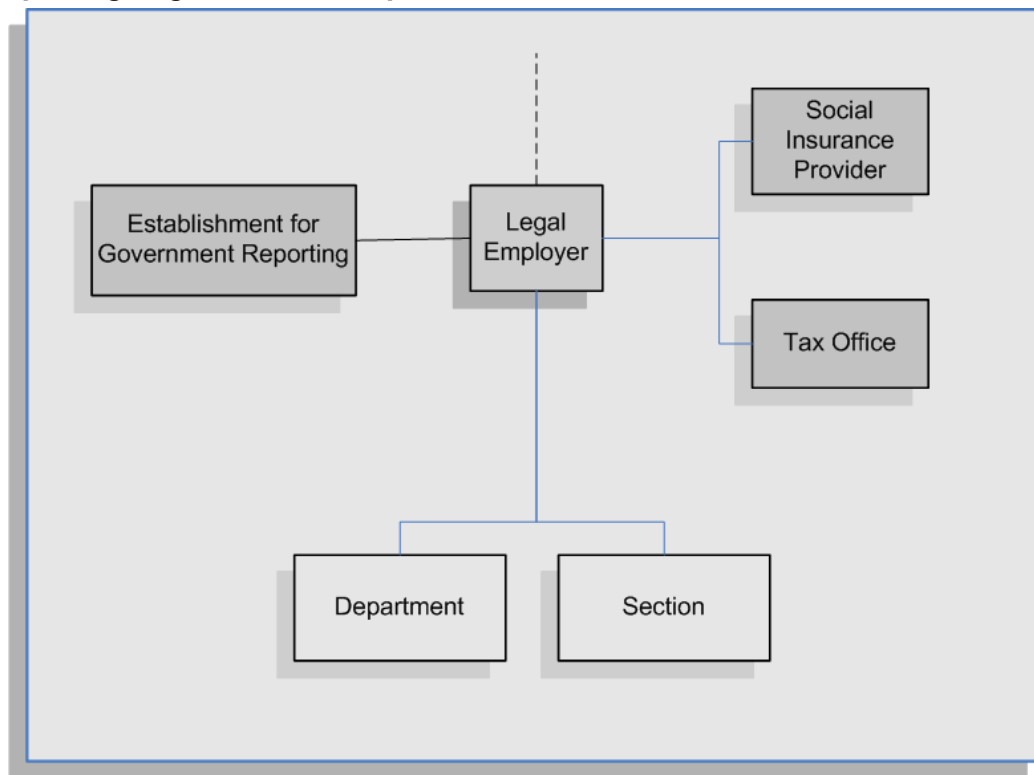 Social
Insurance
Provider
Establishment for
Government Reporting
Legal
Employer
Tax Office
Department
Section